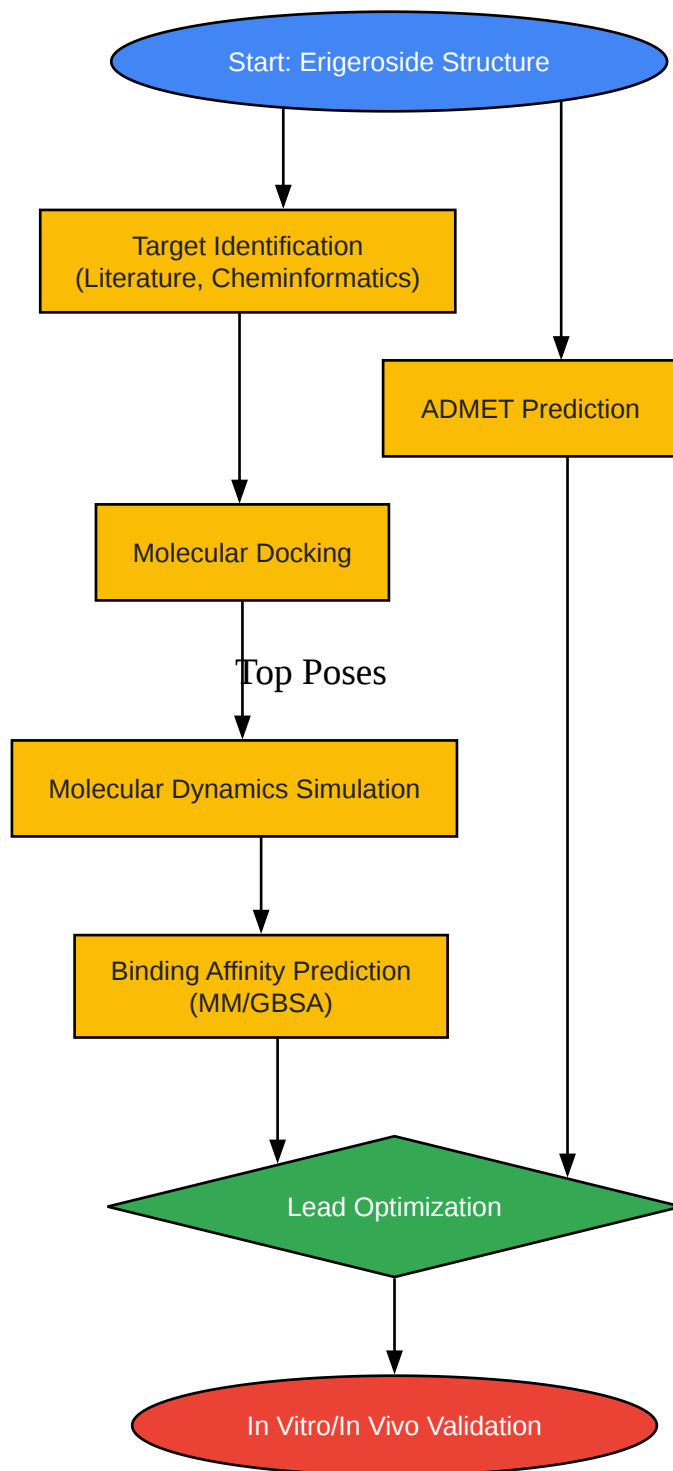 Start: Erigeroside Structure
Target Identification
(Literature, Cheminformatics)
ADMET Prediction
Molecular Docking
Top Poses
Molecular Dynamics Simulation
Binding Affinity Prediction
(MM/GBSA)
Lead Optimization
In Vitro/In Vivo Validation